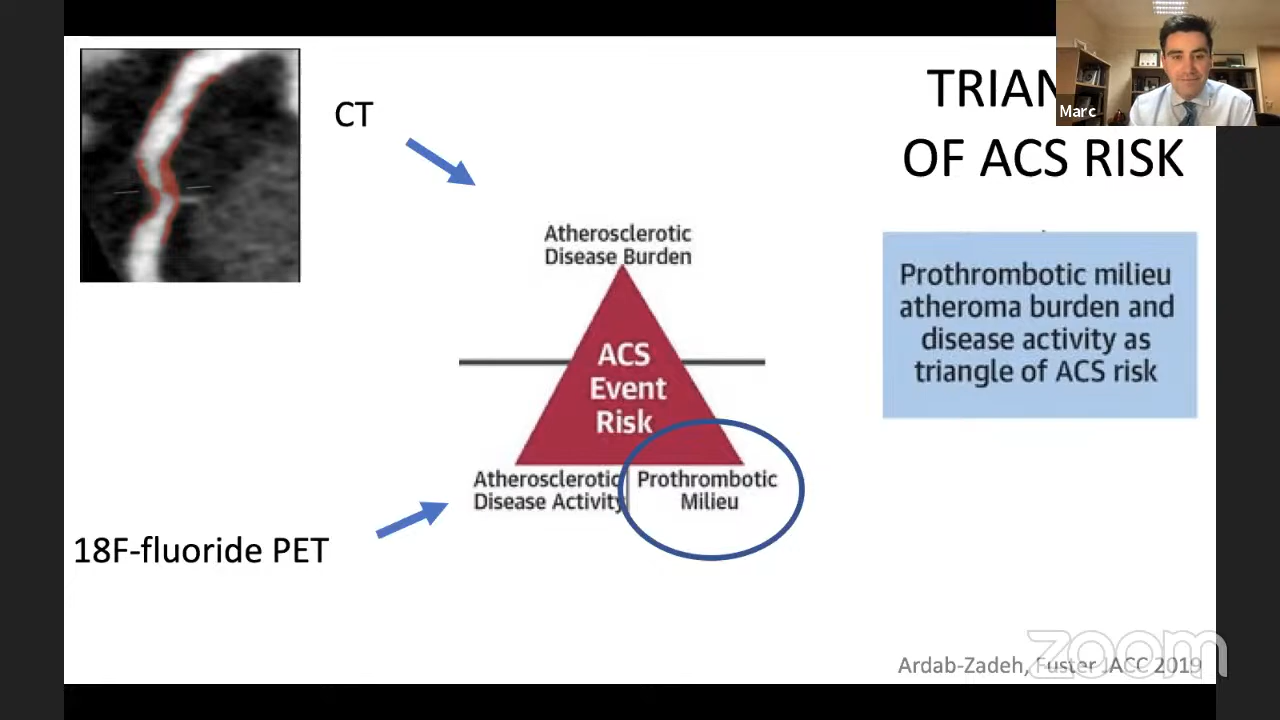 CT
TRIAN
OF ACS RISK
Marc
Atherosclerotic
Disease Burden
ACS
Event
Risk
Atherosclerotic
Disease Activity
Prothrombotic
Milieu
18F-fluoride PET
Prothrombotic milieu
atheroma burden and
disease activity as
triangle of ACS risk
Ardab-Zadeh, Fuster JACC 2019
zoom